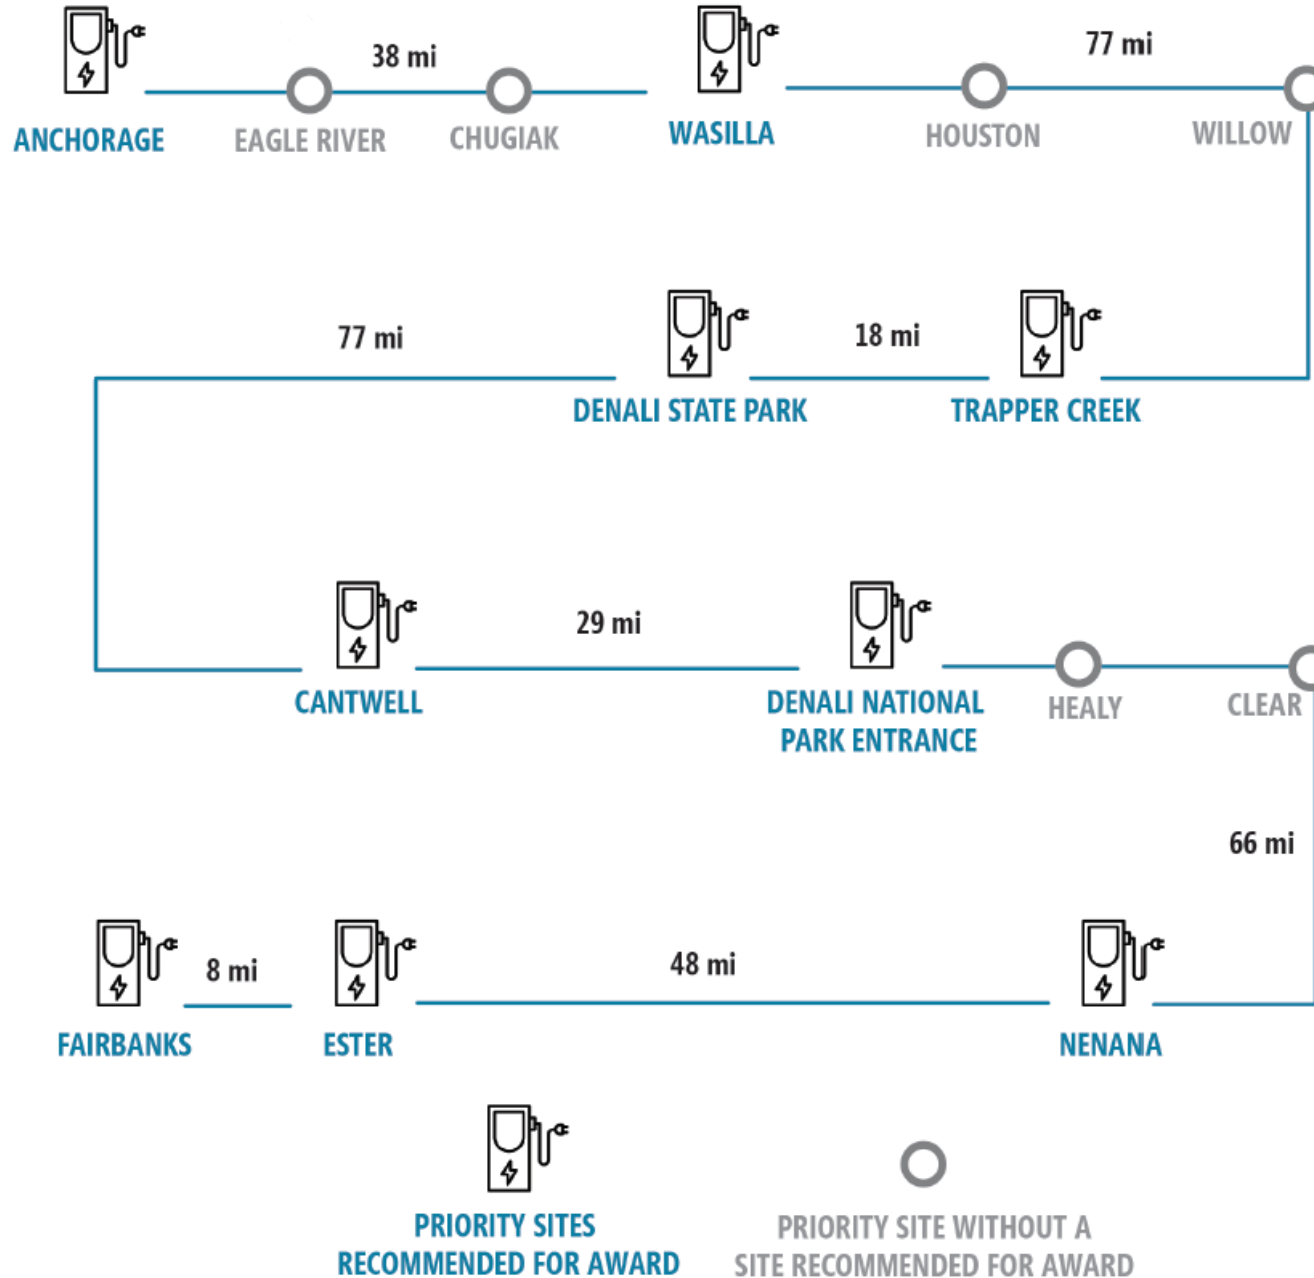 38 mi
77 mi
ANCHORAGE
EAGLE RIVER
CHUGIAK
WASILLA
HOUSTON
WILLOW
77 mi
18 mi
DENALI STATE PARK
TRAPPER CREEK
29 mi
CANTWELL
DENALI NATIONAL
PARK ENTRANCE
HEALY
CLEAR
66 mi
8 mi
48 mi
FAIRBANKS
ESTER
NENANA
PRIORITY SITES
RECOMMENDED FOR AWARD
PRIORITY SITE WITHOUT A
SITE RECOMMENDED FOR AWARD